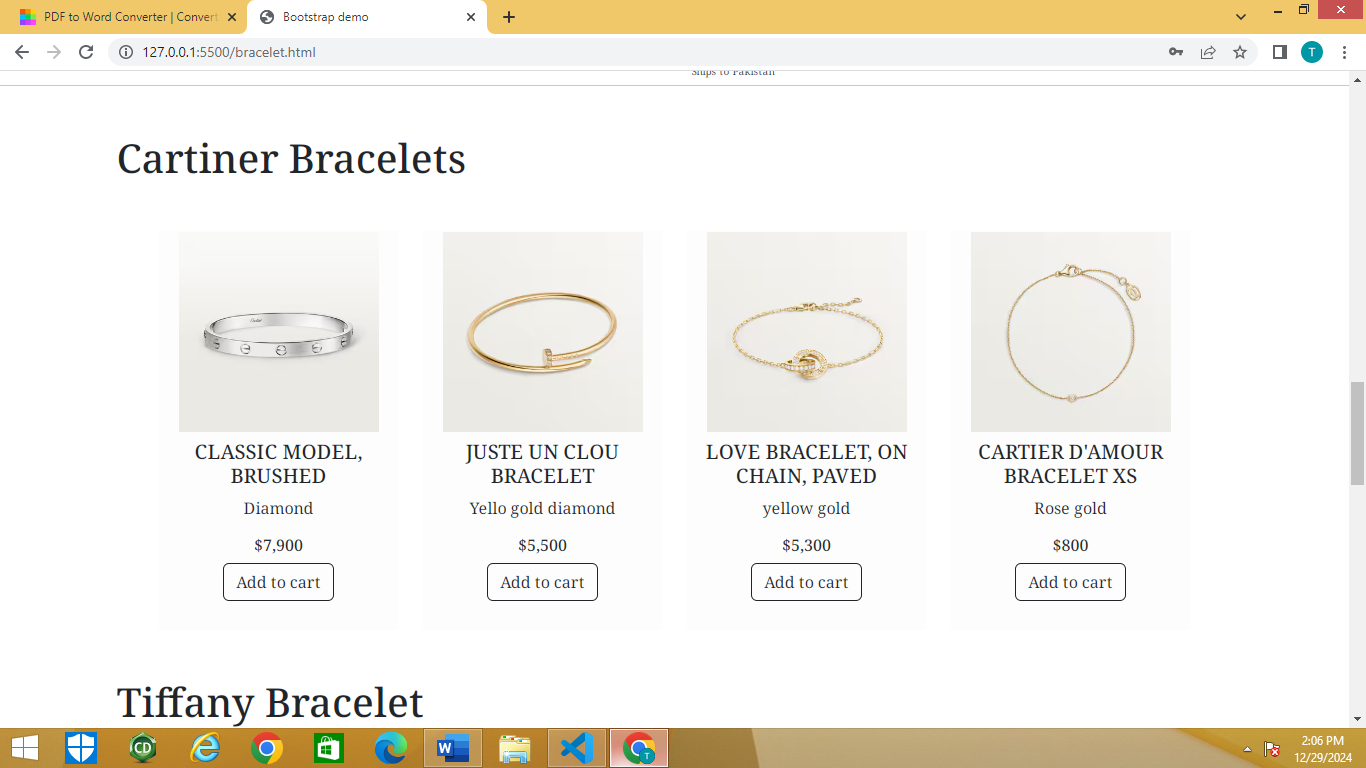 PDF to Word Converter | Convert
Bootstrap demo
127.0.0.1:5500/bracelet.html
T
Ships to Pakistan
Cartiner Bracelets
Cartier
CLASSIC MODEL, BRUSHED
Diamond
$7,900
Add to cart
JUSTE UN CLOU BRACELET
Yello gold diamond
$5,500
Add to cart
LOVE BRACELET, ON CHAIN, PAVED
yellow gold
$5,300
Add to cart
CARTIER D'AMOUR BRACELET XS
Rose gold
$800
Add to cart
Tiffany Bracelet
CD
W
T
2:06 PM
12/29/2024